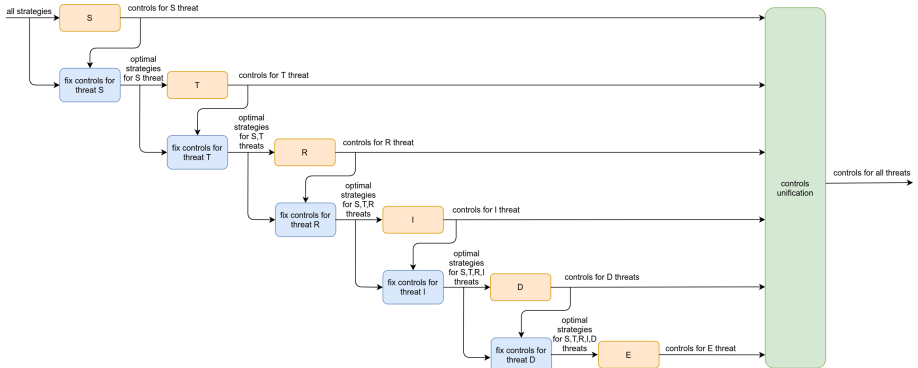 all strategies
S
controls for S threat
fix controls for
threat S
optimal
strategies
for S threat
T
controls for T threat
fix controls for
threat T
optimal
strategies
for S,T
threats
R
controls for R threat
fix controls for
threat R
optimal
strategies
for S,T,R
threats
I
controls for I threat
fix controls for
threat I
optimal
strategies
for S,T,R,I
threats
D
controls for D threats
fix controls for
threat D
optimal
strategies
for S,T,R,I,D
threats
E
controls for E threat
controls
unification
controls for all threats